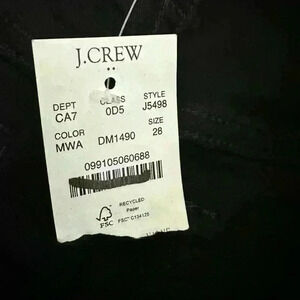 J.CREW
DEPT CLASS STYLE
CA7 0D5 J5498
COLOR SIZE
MWA DM1490 28
099105060688
RECYCLED
Paper
FSC FSC® C134125